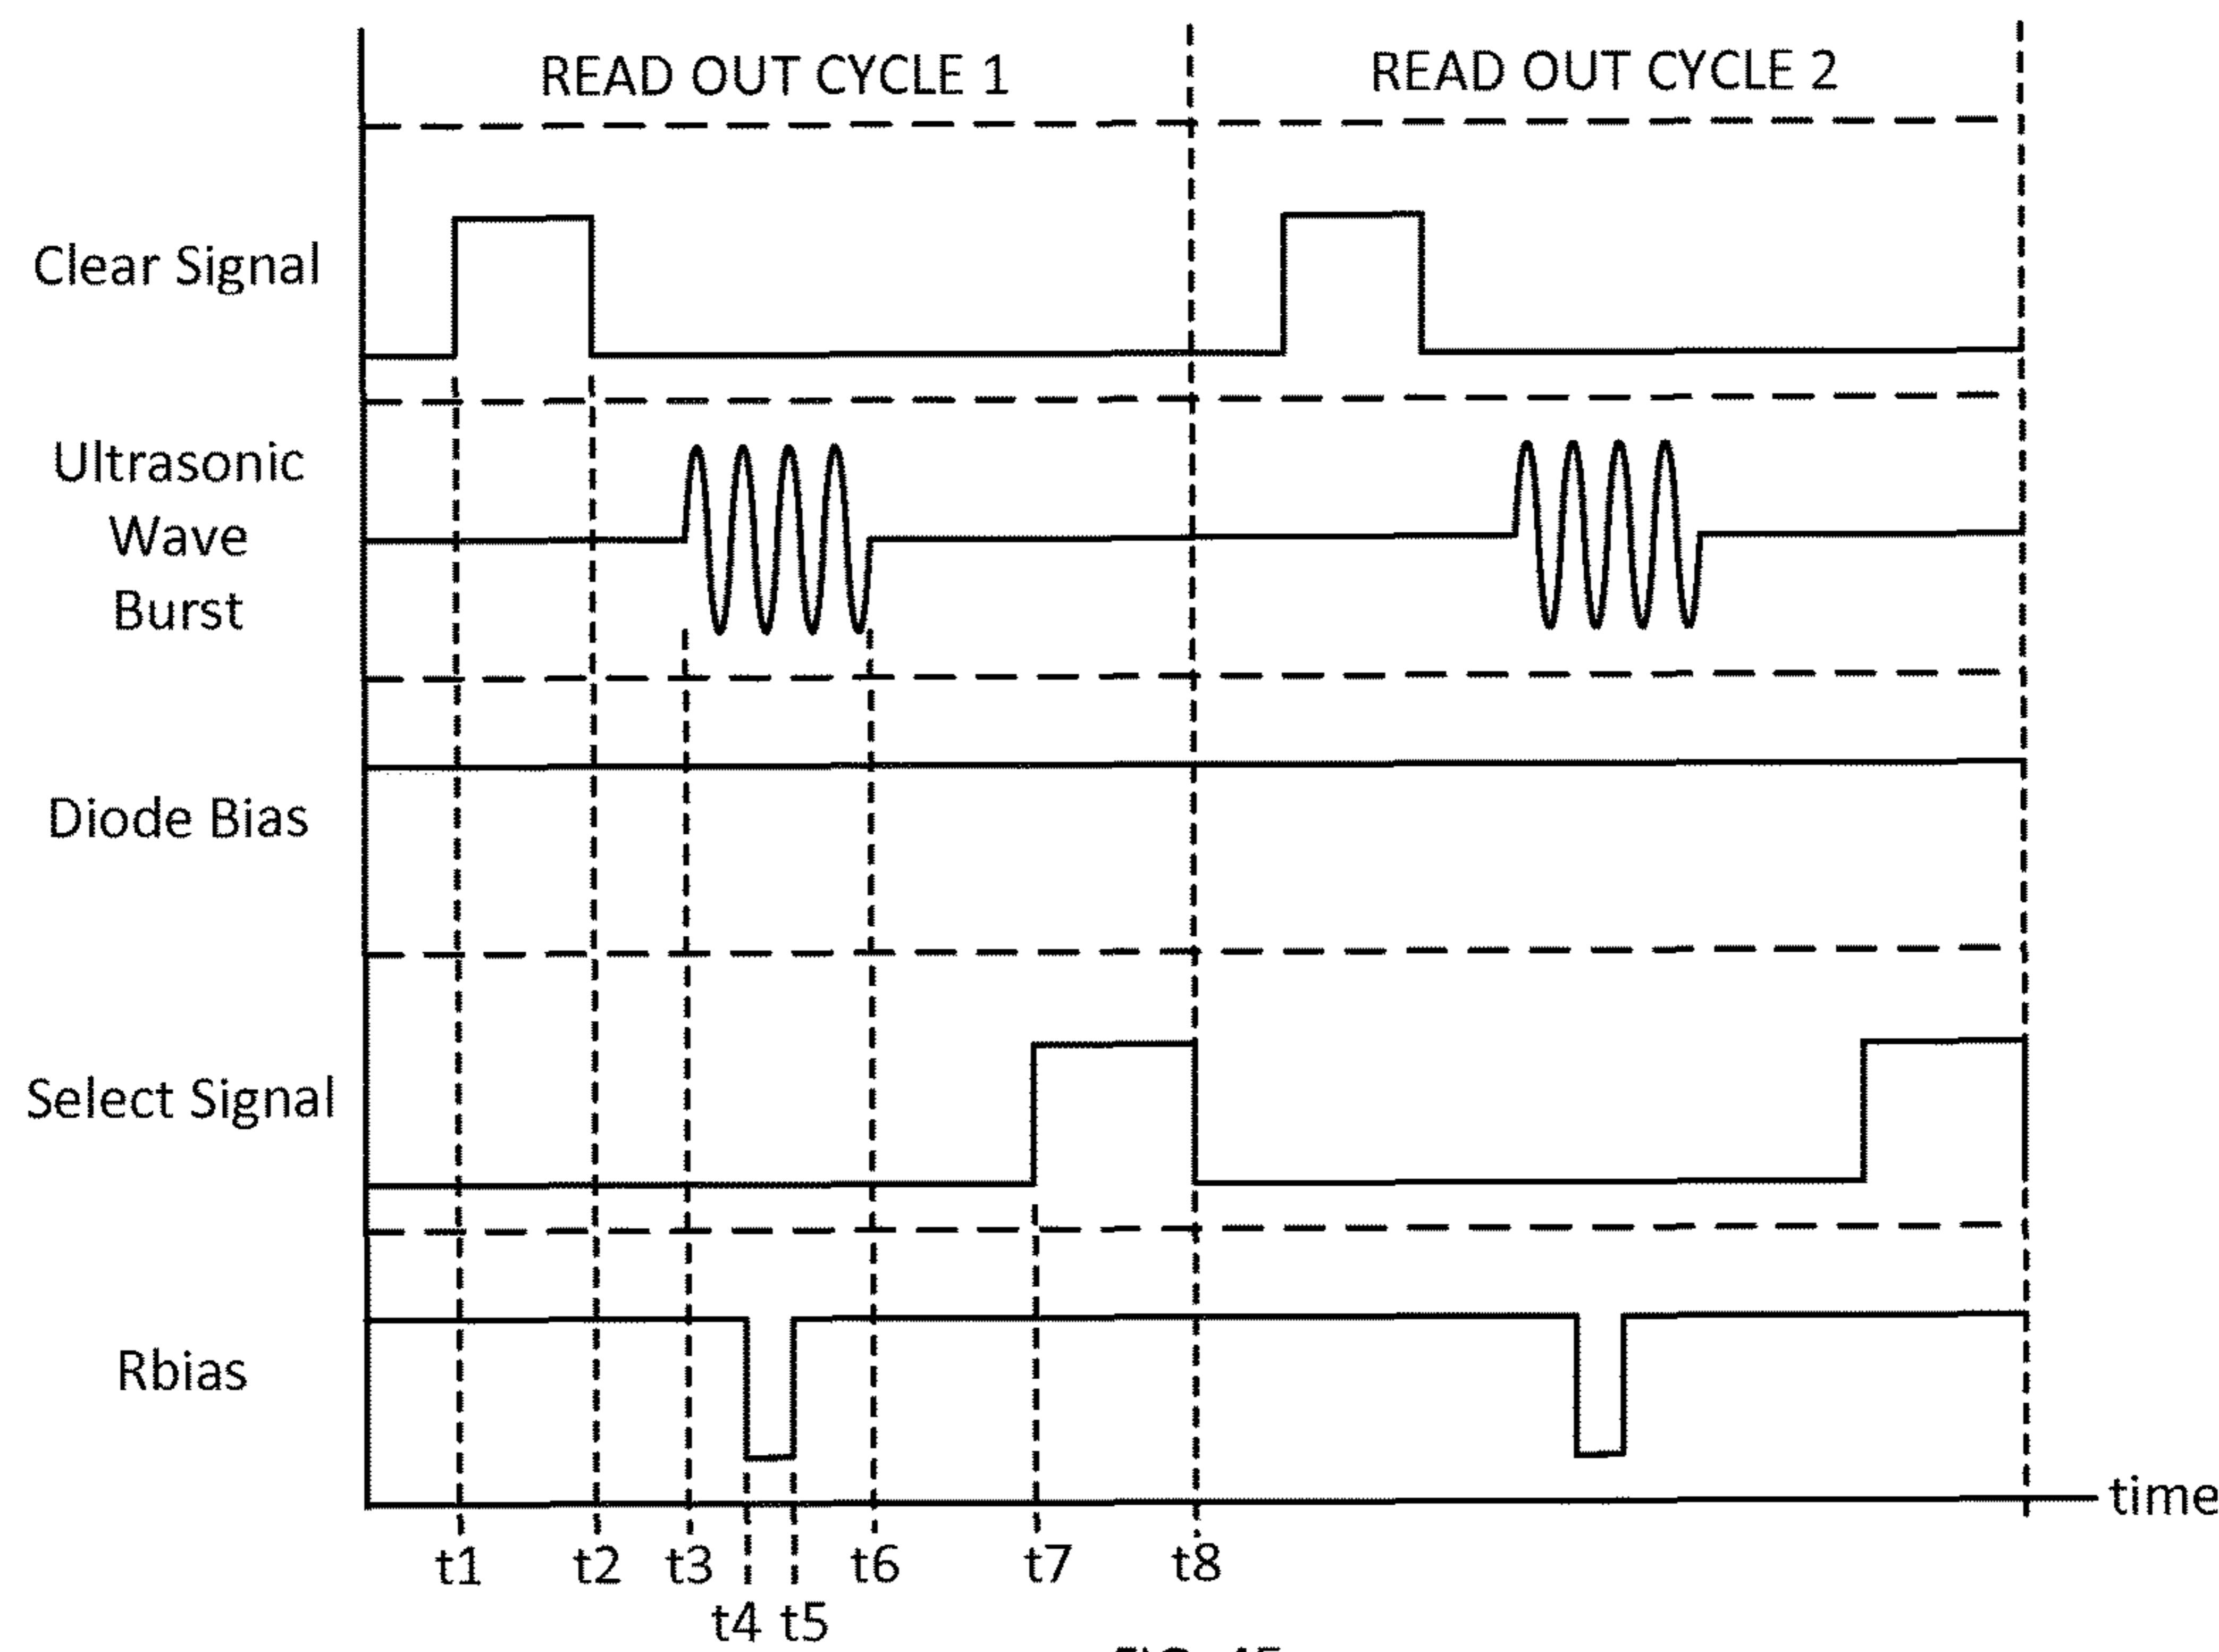 READ OUT CYCLE 1
READ OUT CYCLE 2
Clear Signal
Ultrasonic
Wave
Burst
Diode Bias
Select Signal
Rbias
time
t1 t2 t3 t6 t7 t8
t4 t5